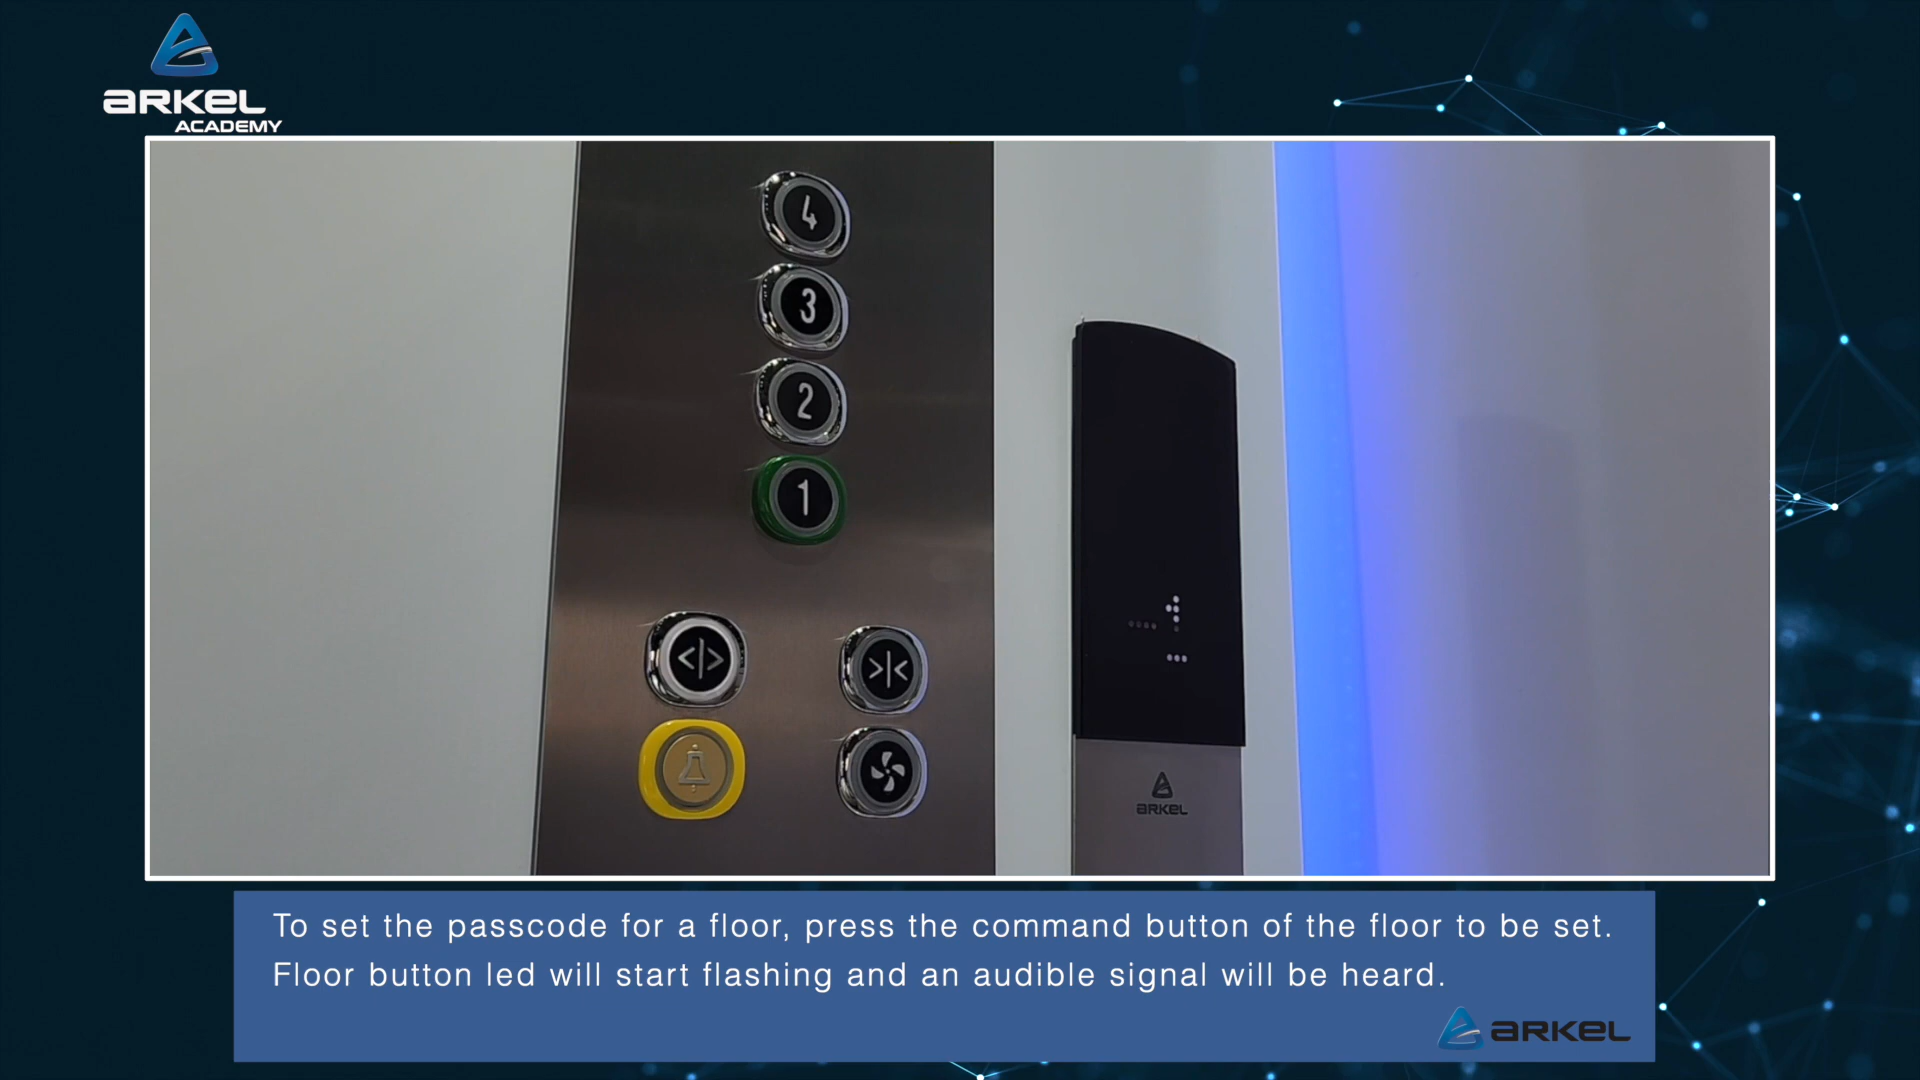 ARKEL
ACADEMY
4
3
2
1
ARKEL
To set the passcode for a floor, press the command button of the floor to be set.
Floor button led will start flashing and an audible signal will be heard.
ARKEL